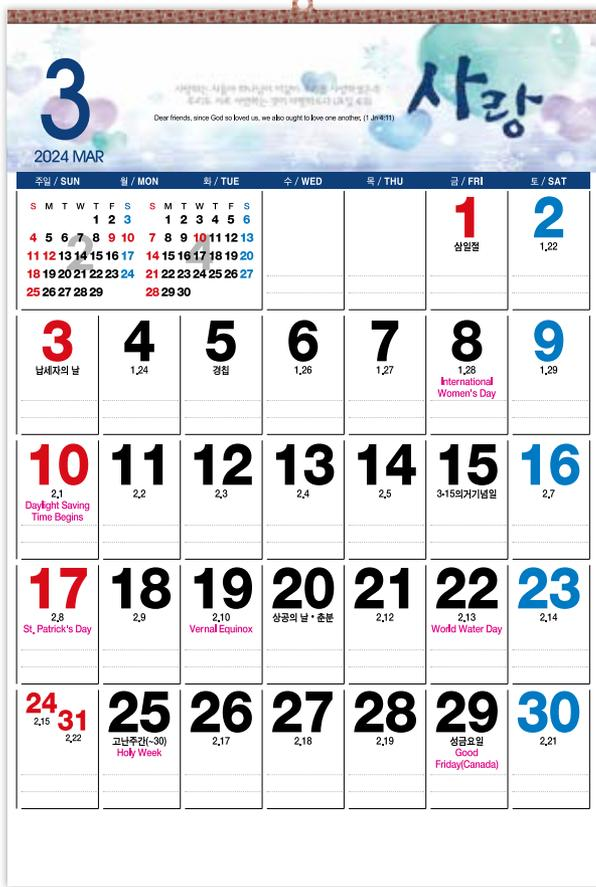 3
2024 MAR
사랑
Dear friends, since God so loved us, we also ought to love one another, (1 Jn 4:11)
주일 / SUN 월 / MON 화 / TUE 수 / WED 목 / THU 금 / FRI 토 / SAT
2
S M T W T F S
1 2 3
4 5 6 7 8 9 10
11 12 13 14 15 16 17
18 19 20 21 22 23 24
25 26 27 28 29
4
S M T W T F S
1 2 3 4 5 6
7 8 9 10 11 12 13
14 15 16 17 18 19 20
21 22 23 24 25 26 27
28 29 30
1 2
삼일절 1.22
3 4 5 6 7 8 9
납세자의 날 1.24 경칩 1.26 1.27 1.28 1.29
International
Women's Day
10 11 12 13 14 15 16
2.1 2.2 2.3 2.4 2.5 3·15의거기념일 2.7
Daylight Saving
Time Begins
17 18 19 20 21 22 23
2.8 2.9 2.10 상공의 날·춘분 2.12 2.13 2.14
St. Patrick's Day Vernal Equinox World Water Day
24 31 25 26 27 28 29 30
2.15 2.22 고난주간(~30) 2.17 2.18 2.19 성금요일 2.21
Holy Week Good
Friday(Canada)